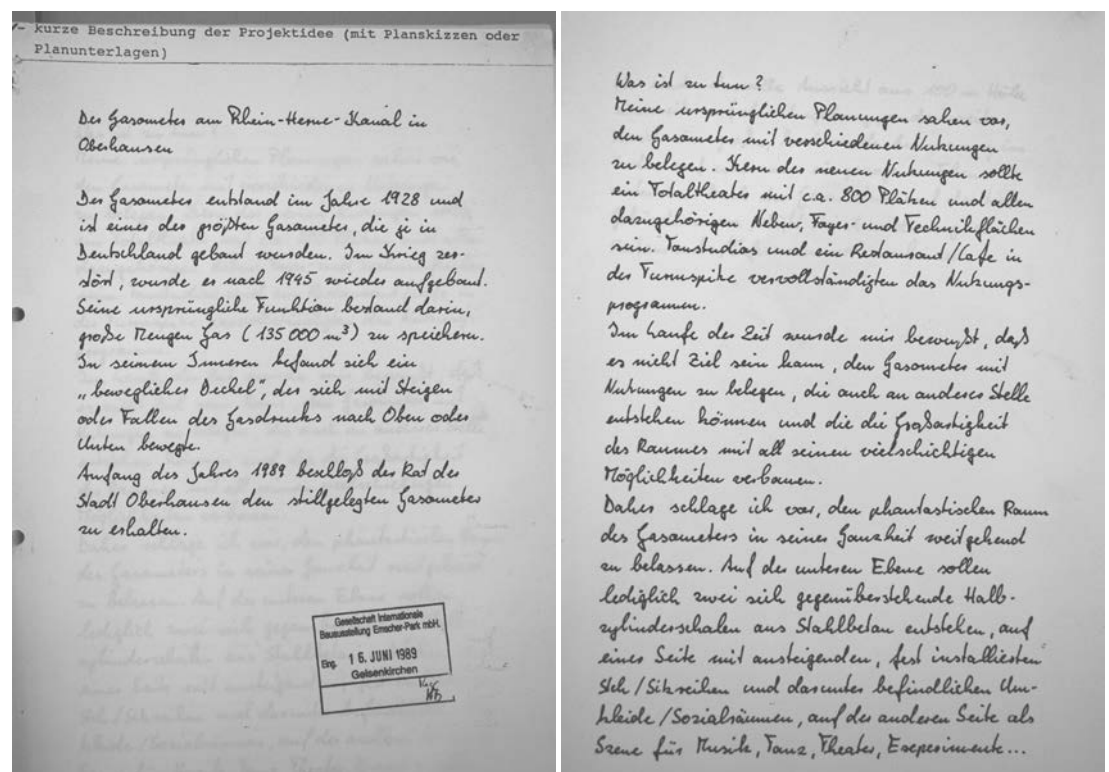 - kurze Beschreibung der Projektidee (mit Planskizzen oder
Planunterlagen)
Der Gasometer am Rhein-Herne-Kanal in
Oberhausen
Der Gasometer entstand im Jahre 1928 und
ist einer der größten Gasometer, die je in
Deutschland gebaut wurden. Im Krieg zer-
stört, wurde er nach 1945 wieder aufgebaut.
Seine ursprüngliche Funktion bestand darin,
große Mengen Gas (135 000 m³) zu speichern.
In seinem Inneren befand sich ein
„beweglicher Deckel", der sich mit Steigen
oder Fallen des Gasdrucks nach Oben oder
Unten bewegte.
Anfang des Jahres 1989 beschloß der Rat der
Stadt Oberhausen den stillgelegten Gasometer
zu erhalten.
Gesellschaft Internationale
Bauausstellung Emscher-Park mbH.
Eing. 16. JUNI 1989
Gelsenkirchen
Was ist zu tun?
Meine ursprünglichen Planungen sahen vor,
den Gasometer mit verschiedenen Nutzungen
zu belegen. Kern der neuen Nutzungen sollte
ein Totaltheater mit c.a. 800 Plätzen und allen
dazugehörigen Neben, Foyer- und Technikflächen
sein. Tonstudios und ein Restaurant/Cafe in
der Turmspitze vervollständigten das Nutzungs-
programm.
Im Laufe der Zeit wurde mir bewußt, daß
es nicht Ziel sein kann, den Gasometer mit
Nutzungen zu belegen, die auch an anderer Stelle
entstehen können und die die Großartigkeit
des Raumes mit all seinen vielschichtigen
Möglichkeiten verbauen.
Daher schlage ich vor, den phantastischen Raum
des Gasometers in seiner Ganzheit weitgehend
zu belassen. Auf der unteren Ebene sollen
lediglich zwei sich gegenüberstehende Halb-
zylinderschalen aus Stahlbeton entstehen, auf
einer Seite mit ansteigenden, fest installierten
Steh/Sitzreihen und darunter befindlichen Um-
kleide/Sozialräumen, auf der anderen Seite als
Szene für Musik, Tanz, Theater, Experimente...